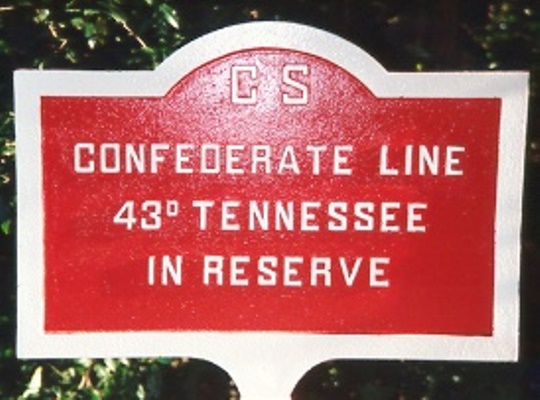 C S
CONFEDERATE LINE
43D TENNESSEE
IN RESERVE